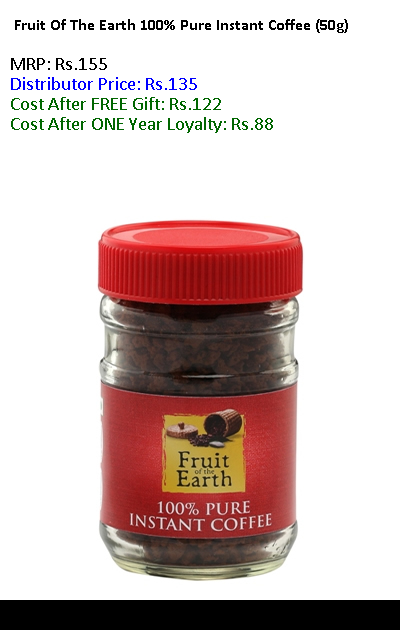 Fruit Of The Earth 100% Pure Instant Coffee (50g)
MRP: Rs.155
Distributor Price: Rs.135
Cost After FREE Gift: Rs.122
Cost After ONE Year Loyalty: Rs.88
Fruit
of the
Earth
100% PURE
INSTANT COFFEE